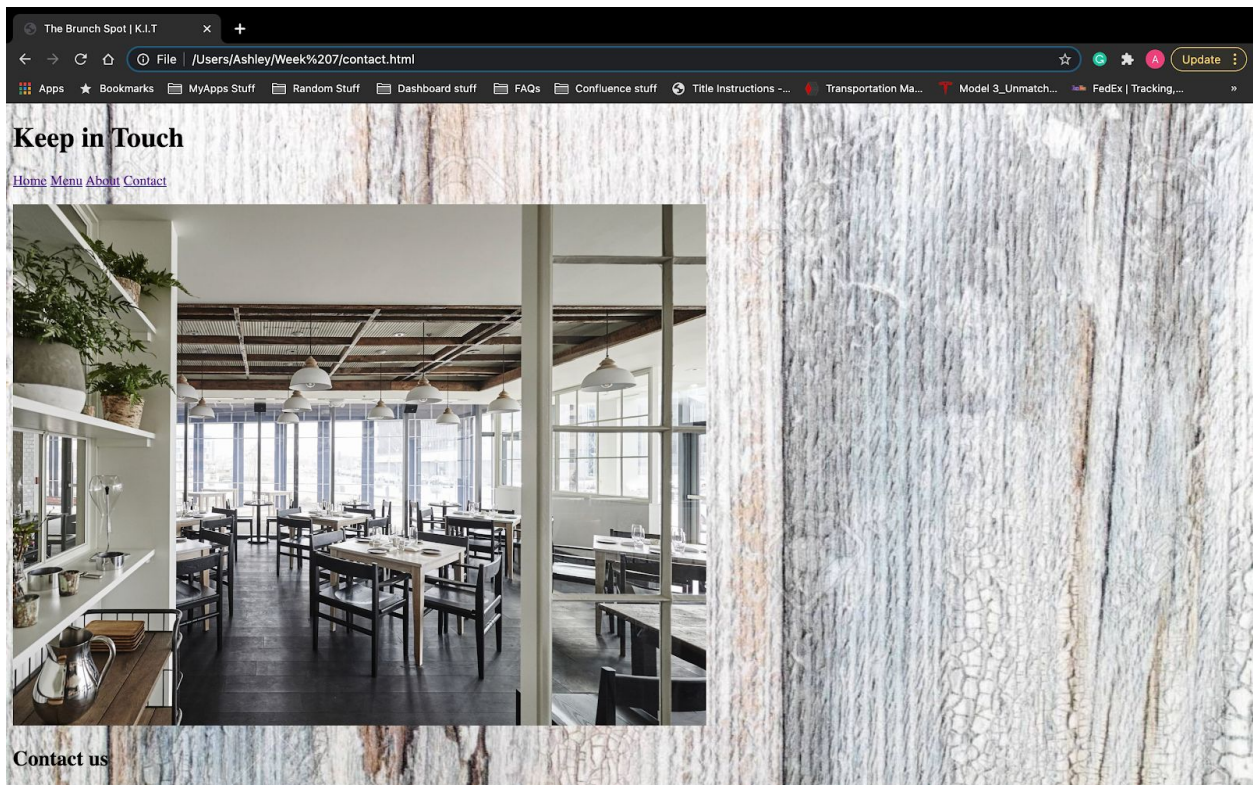 The Brunch Spot | K.I.T
File | /Users/Ashley/Week%207/contact.html
A
Update
Apps Bookmarks MyApps Stuff Random Stuff Dashboard stuff FAQs Confluence stuff Title Instructions -... Transportation Ma... Model 3_Unmatch... FedEx | Tracking,... »
Keep in Touch
Home Menu About Contact
Contact us